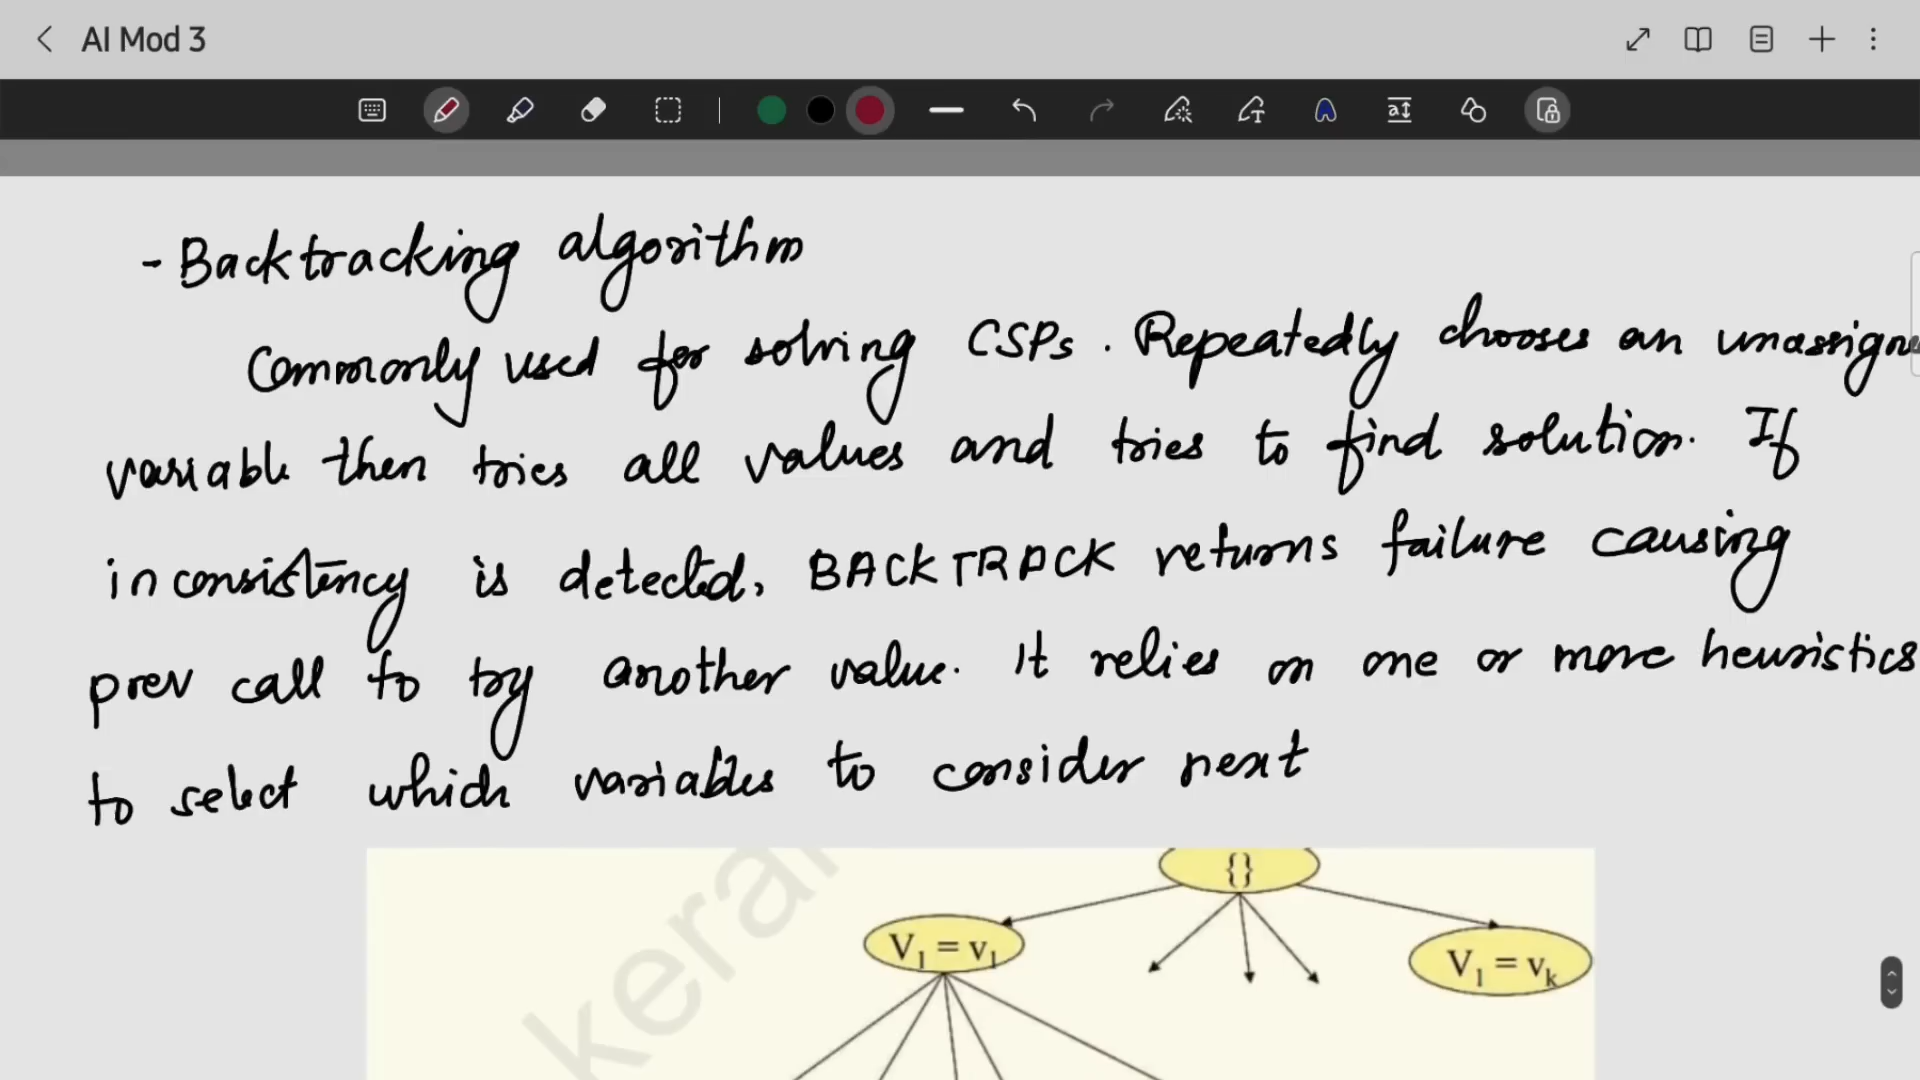 AI Mod 3
- Backtracking algorithm
Commonly used for solving CSPs. Repeatedly chooses an unassigne
variable then tries all values and tries to find solution. If
inconsistency is detected, BACKTRACK returns failure causing
prev call to try another value. It relies on one or more heuristics
to select which variables to consider next
{}
V1 = v1
V1 = vk
keral